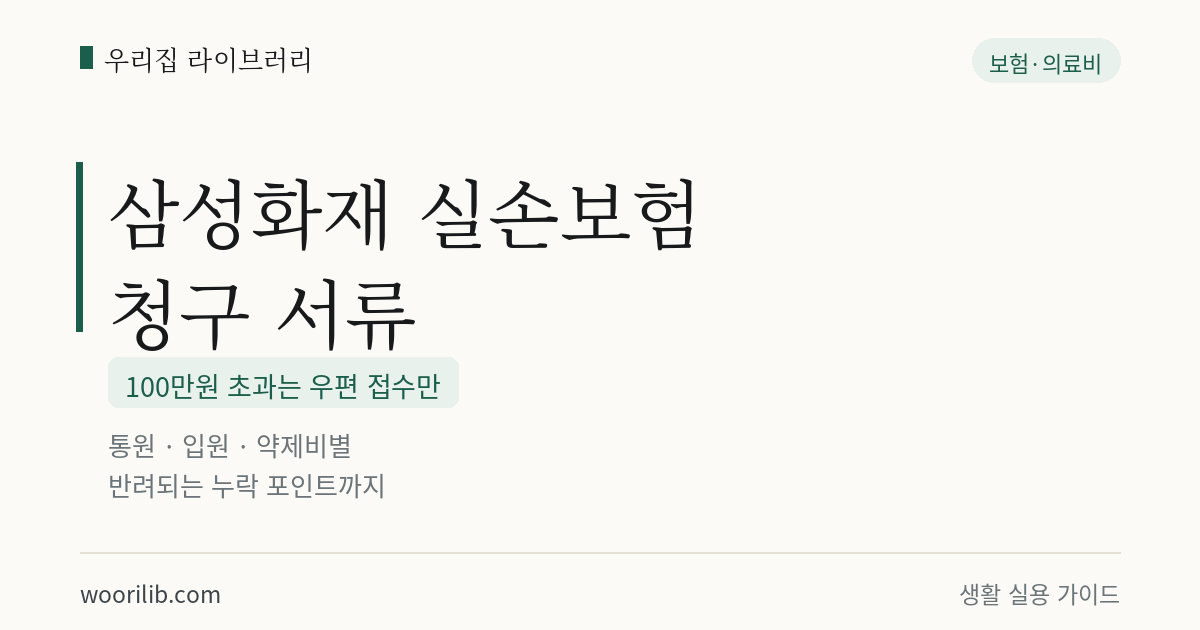 우리집 라이브러리
보험·의료비
삼성화재 실손보험
청구 서류
100만원 초과는 우편 접수만
통원 · 입원 · 약제비별
반려되는 누락 포인트까지
woorilib.com
생활 실용 가이드